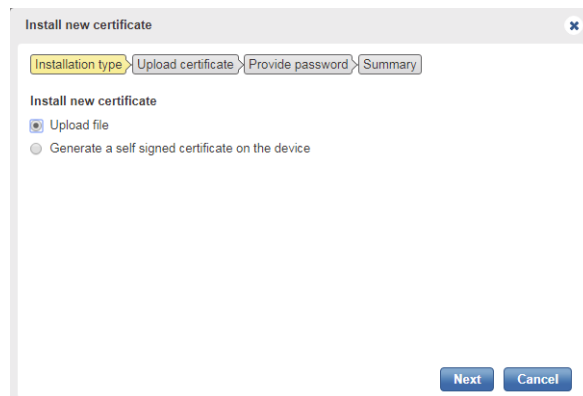 Install new certificate
Installation type Upload certificate Provide password Summary
Install new certificate
Upload file
Generate a self signed certificate on the device
Next Cancel